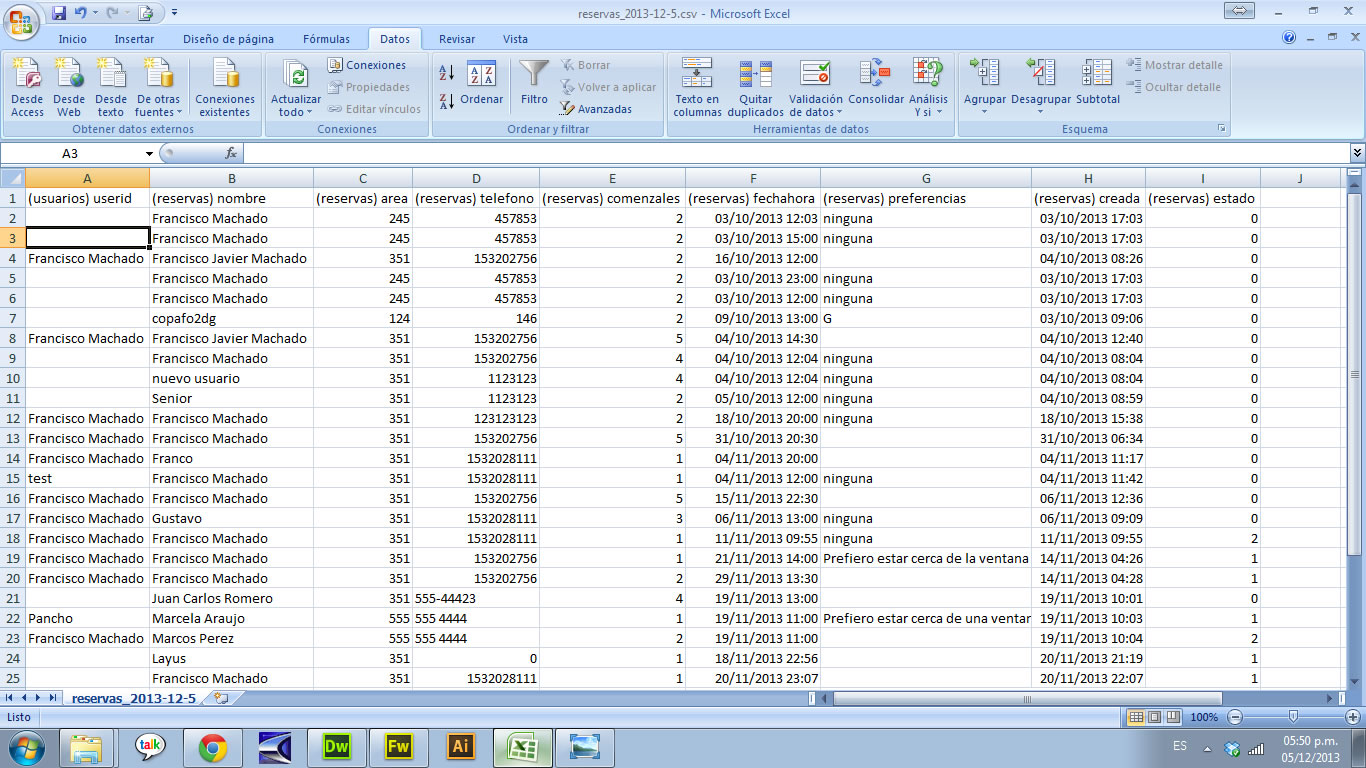 reservas_2013-12-5.csv - Microsoft Excel
Inicio Insertar Diseño de página Fórmulas Datos Revisar Vista
Desde Access Desde Web Desde texto De otras fuentes Conexiones existentes Actualizar todo Conexiones Propiedades Editar vínculos Ordenar Filtro Borrar Volver a aplicar Avanzadas Texto en columnas Quitar duplicados Validación de datos Consolidar Análisis Y si Agrupar Desagrupar Subtotal Mostrar detalle Ocultar detalle
Obtener datos externos Conexiones Ordenar y filtrar Herramientas de datos Esquema
A3 fx
A B C D E F G H I J
1 (usuarios) userid (reservas) nombre (reservas) area (reservas) telefono (reservas) comenzales (reservas) fechahora (reservas) preferencias (reservas) creada (reservas) estado
2 Francisco Machado 245 457853 2 03/10/2013 12:03 ninguna 03/10/2013 17:03 0
3 Francisco Machado 245 457853 2 03/10/2013 15:00 ninguna 03/10/2013 17:03 0
4 Francisco Machado Francisco Javier Machado 351 153202756 2 16/10/2013 12:00 04/10/2013 08:26 0
5 Francisco Machado 245 457853 2 03/10/2013 23:00 ninguna 03/10/2013 17:03 0
6 Francisco Machado 245 457853 2 03/10/2013 12:00 ninguna 03/10/2013 17:03 0
7 copafo2dg 124 146 2 09/10/2013 13:00 G 03/10/2013 09:06 0
8 Francisco Machado Francisco Javier Machado 351 153202756 5 04/10/2013 14:30 04/10/2013 12:40 0
9 Francisco Machado 351 153202756 4 04/10/2013 12:04 ninguna 04/10/2013 08:04 0
10 nuevo usuario 351 1123123 4 04/10/2013 12:04 ninguna 04/10/2013 08:04 0
11 Senior 351 1123123 2 05/10/2013 12:00 ninguna 04/10/2013 08:59 0
12 Francisco Machado Francisco Machado 351 123123123 2 18/10/2013 20:00 ninguna 18/10/2013 15:38 0
13 Francisco Machado Francisco Machado 351 153202756 5 31/10/2013 20:30 31/10/2013 06:34 0
14 Francisco Machado Franco 351 1532028111 1 04/11/2013 20:00 04/11/2013 11:17 0
15 test Francisco Machado 351 1532028111 1 04/11/2013 12:00 ninguna 04/11/2013 11:42 0
16 Francisco Machado Francisco Machado 351 153202756 5 15/11/2013 22:30 06/11/2013 12:36 0
17 Francisco Machado Gustavo 351 1532028111 3 06/11/2013 13:00 ninguna 06/11/2013 09:09 0
18 Francisco Machado Francisco Machado 351 1532028111 1 11/11/2013 09:55 ninguna 11/11/2013 09:55 2
19 Francisco Machado Francisco Machado 351 153202756 1 21/11/2013 14:00 Prefiero estar cerca de la ventana 14/11/2013 04:26 1
20 Francisco Machado Francisco Machado 351 153202756 2 29/11/2013 13:30 14/11/2013 04:28 1
21 Juan Carlos Romero 351 555-44423 4 19/11/2013 13:00 19/11/2013 10:01 0
22 Pancho Marcela Araujo 555 555 4444 1 19/11/2013 11:00 Prefiero estar cerca de una ventar 19/11/2013 10:03 1
23 Francisco Machado Marcos Perez 555 555 4444 2 19/11/2013 11:00 19/11/2013 10:04 2
24 Layus 351 0 1 18/11/2013 22:56 20/11/2013 21:19 1
25 Francisco Machado 351 1532028111 1 20/11/2013 23:07 20/11/2013 22:07 1
reservas_2013-12-5
Listo 100%
talk Dw Fw Ai ES 05:50 p.m.
05/12/2013